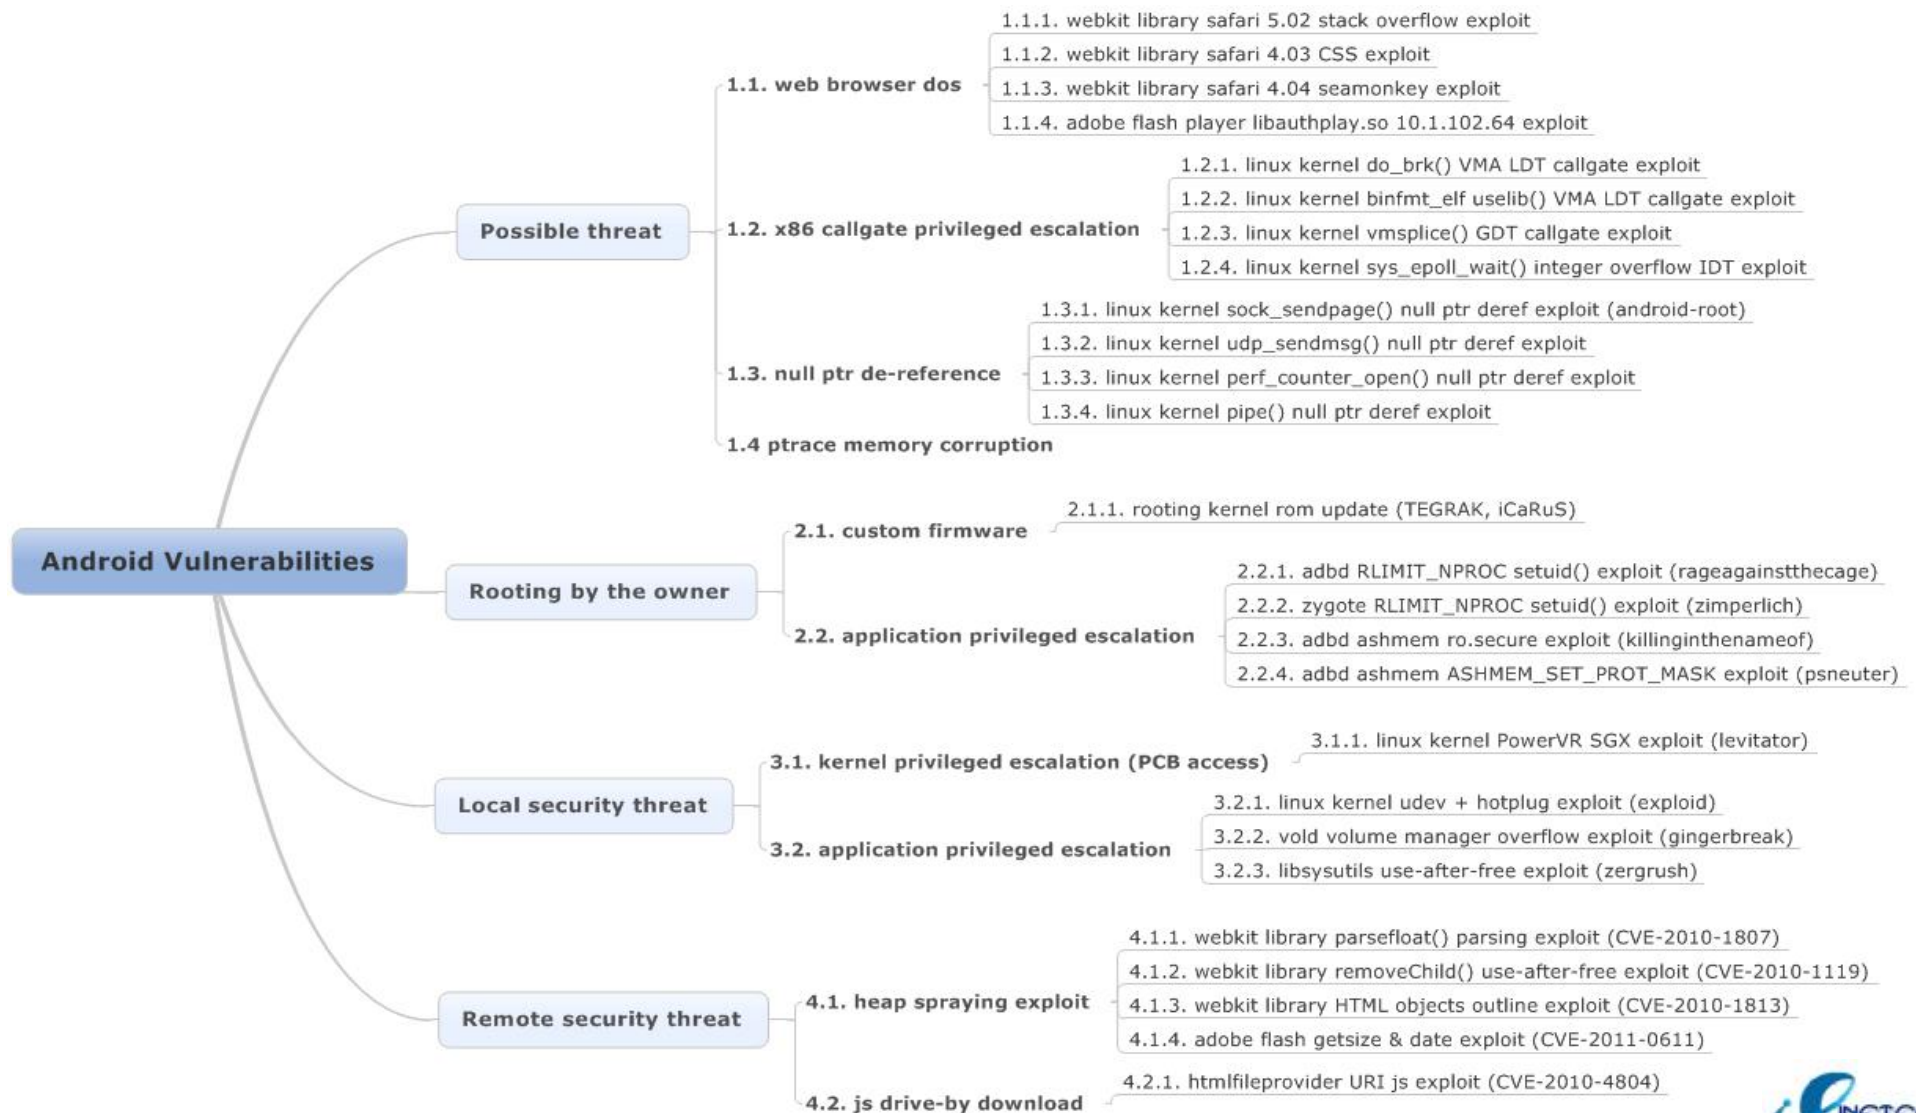 Android Vulnerabilities
Possible threat
1.1. web browser dos
1.1.1. webkit library safari 5.02 stack overflow exploit
1.1.2. webkit library safari 4.03 CSS exploit
1.1.3. webkit library safari 4.04 seamonkey exploit
1.1.4. adobe flash player libauthplay.so 10.1.102.64 exploit
1.2. x86 callgate privileged escalation
1.2.1. linux kernel do_brk() VMA LDT callgate exploit
1.2.2. linux kernel binfmt_elf uselib() VMA LDT callgate exploit
1.2.3. linux kernel vmsplice() GDT callgate exploit
1.2.4. linux kernel sys_epoll_wait() integer overflow IDT exploit
1.3. null ptr de-reference
1.3.1. linux kernel sock_sendpage() null ptr deref exploit (android-root)
1.3.2. linux kernel udp_sendmsg() null ptr deref exploit
1.3.3. linux kernel perf_counter_open() null ptr deref exploit
1.3.4. linux kernel pipe() null ptr deref exploit
1.4 ptrace memory corruption
Rooting by the owner
2.1. custom firmware
2.1.1. rooting kernel rom update (TEGRAK, iCaRuS)
2.2. application privileged escalation
2.2.1. adbd RLIMIT_NPROC setuid() exploit (rageagainstthecage)
2.2.2. zygote RLIMIT_NPROC setuid() exploit (zimperlich)
2.2.3. adbd ashmem ro.secure exploit (killinginthenameof)
2.2.4. adbd ashmem ASHMEM_SET_PROT_MASK exploit (psneuter)
Local security threat
3.1. kernel privileged escalation (PCB access)
3.1.1. linux kernel PowerVR SGX exploit (levitator)
3.2. application privileged escalation
3.2.1. linux kernel udev + hotplug exploit (exploid)
3.2.2. vold volume manager overflow exploit (gingerbreak)
3.2.3. libsysutils use-after-free exploit (zergrush)
Remote security threat
4.1. heap spraying exploit
4.1.1. webkit library parsefloat() parsing exploit (CVE-2010-1807)
4.1.2. webkit library removeChild() use-after-free exploit (CVE-2010-1119)
4.1.3. webkit library HTML objects outline exploit (CVE-2010-1813)
4.1.4. adobe flash getsize & date exploit (CVE-2011-0611)
4.2. js drive-by download
4.2.1. htmlfileprovider URI js exploit (CVE-2010-4804)